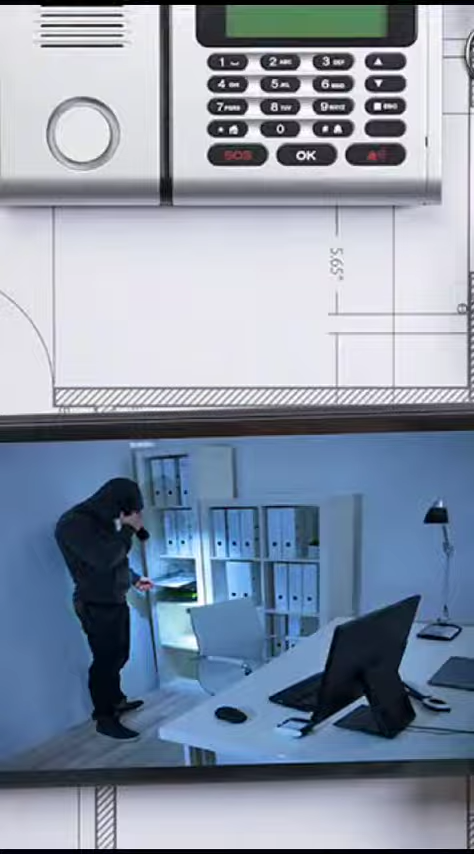 1 2 ABC 3 DEF
4 GHI 5 JKL 6 MNO
7 PQRS 8 TUV 9 WXYZ ESC
* 0 #
SOS OK
5.65"